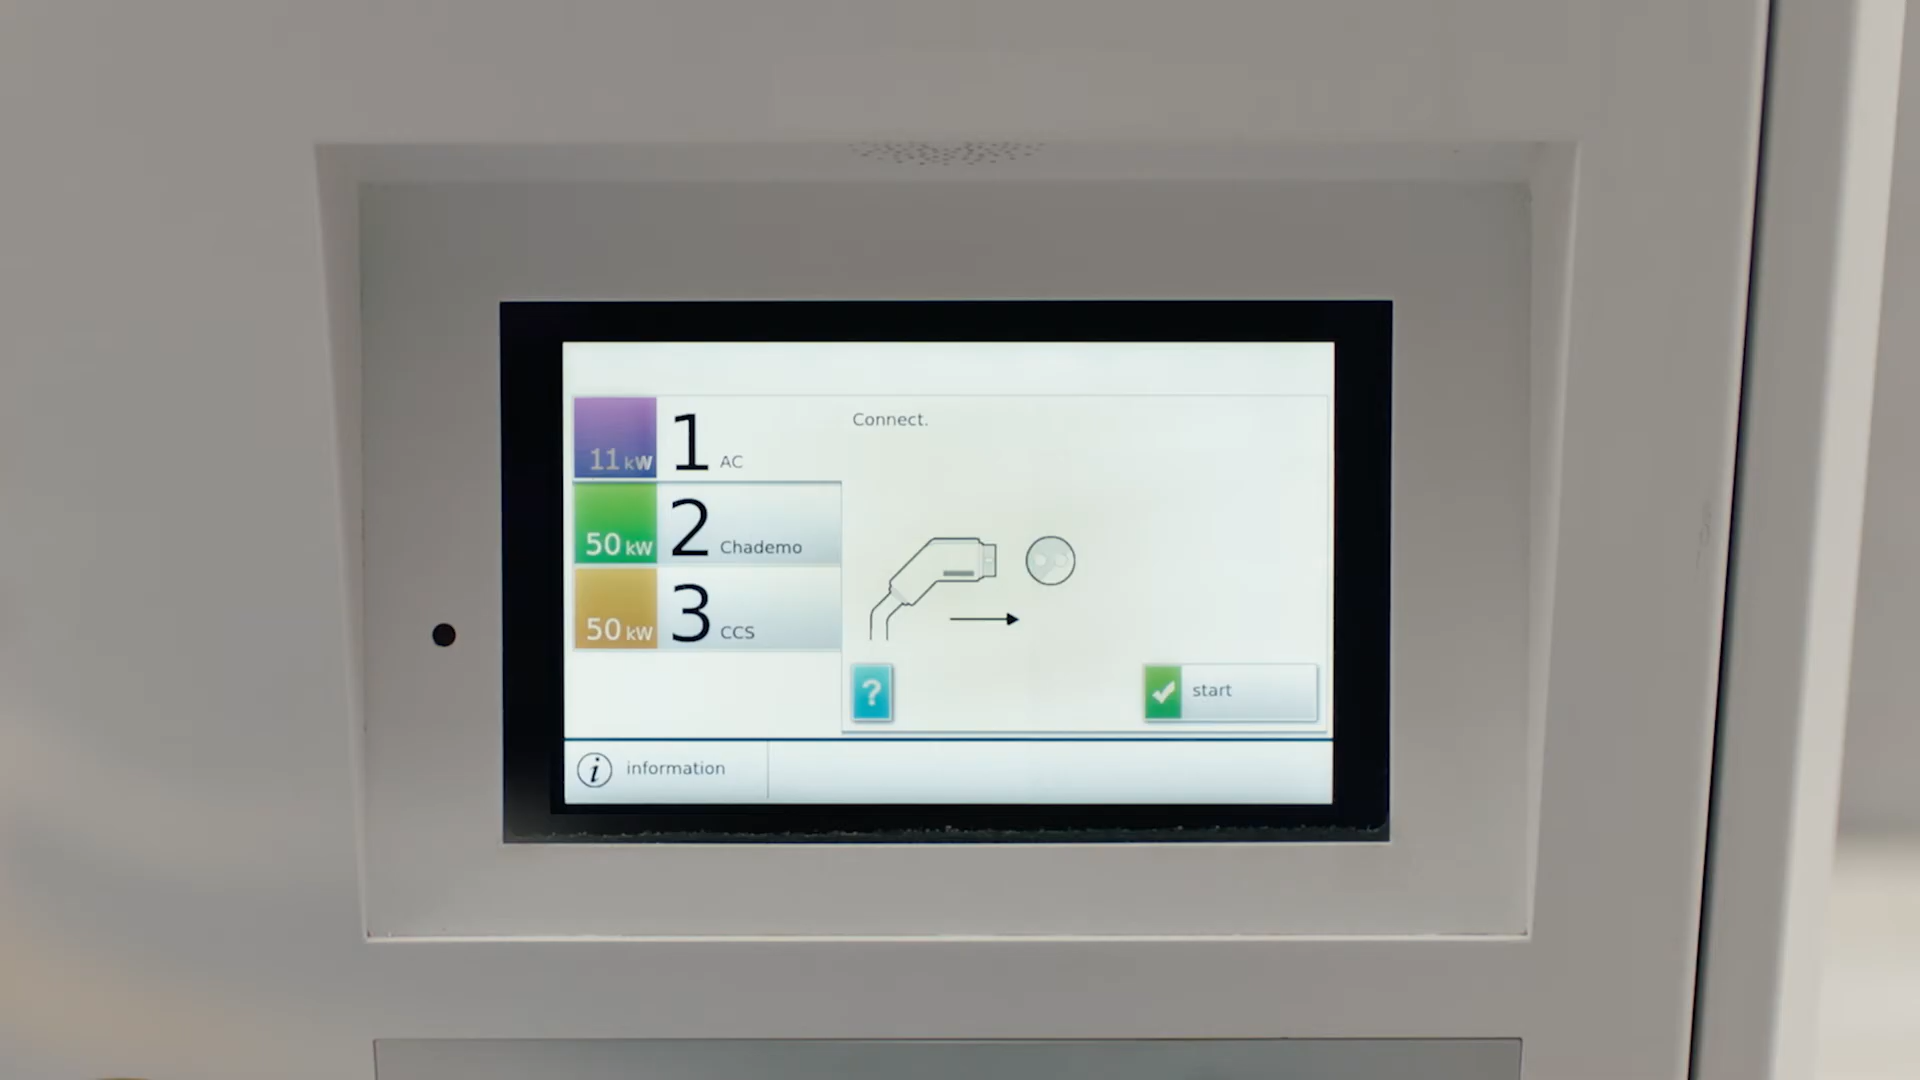 Connect.
11 kW 1 AC
50 kW 2 Chademo
50 kW 3 CCS
? start
i information